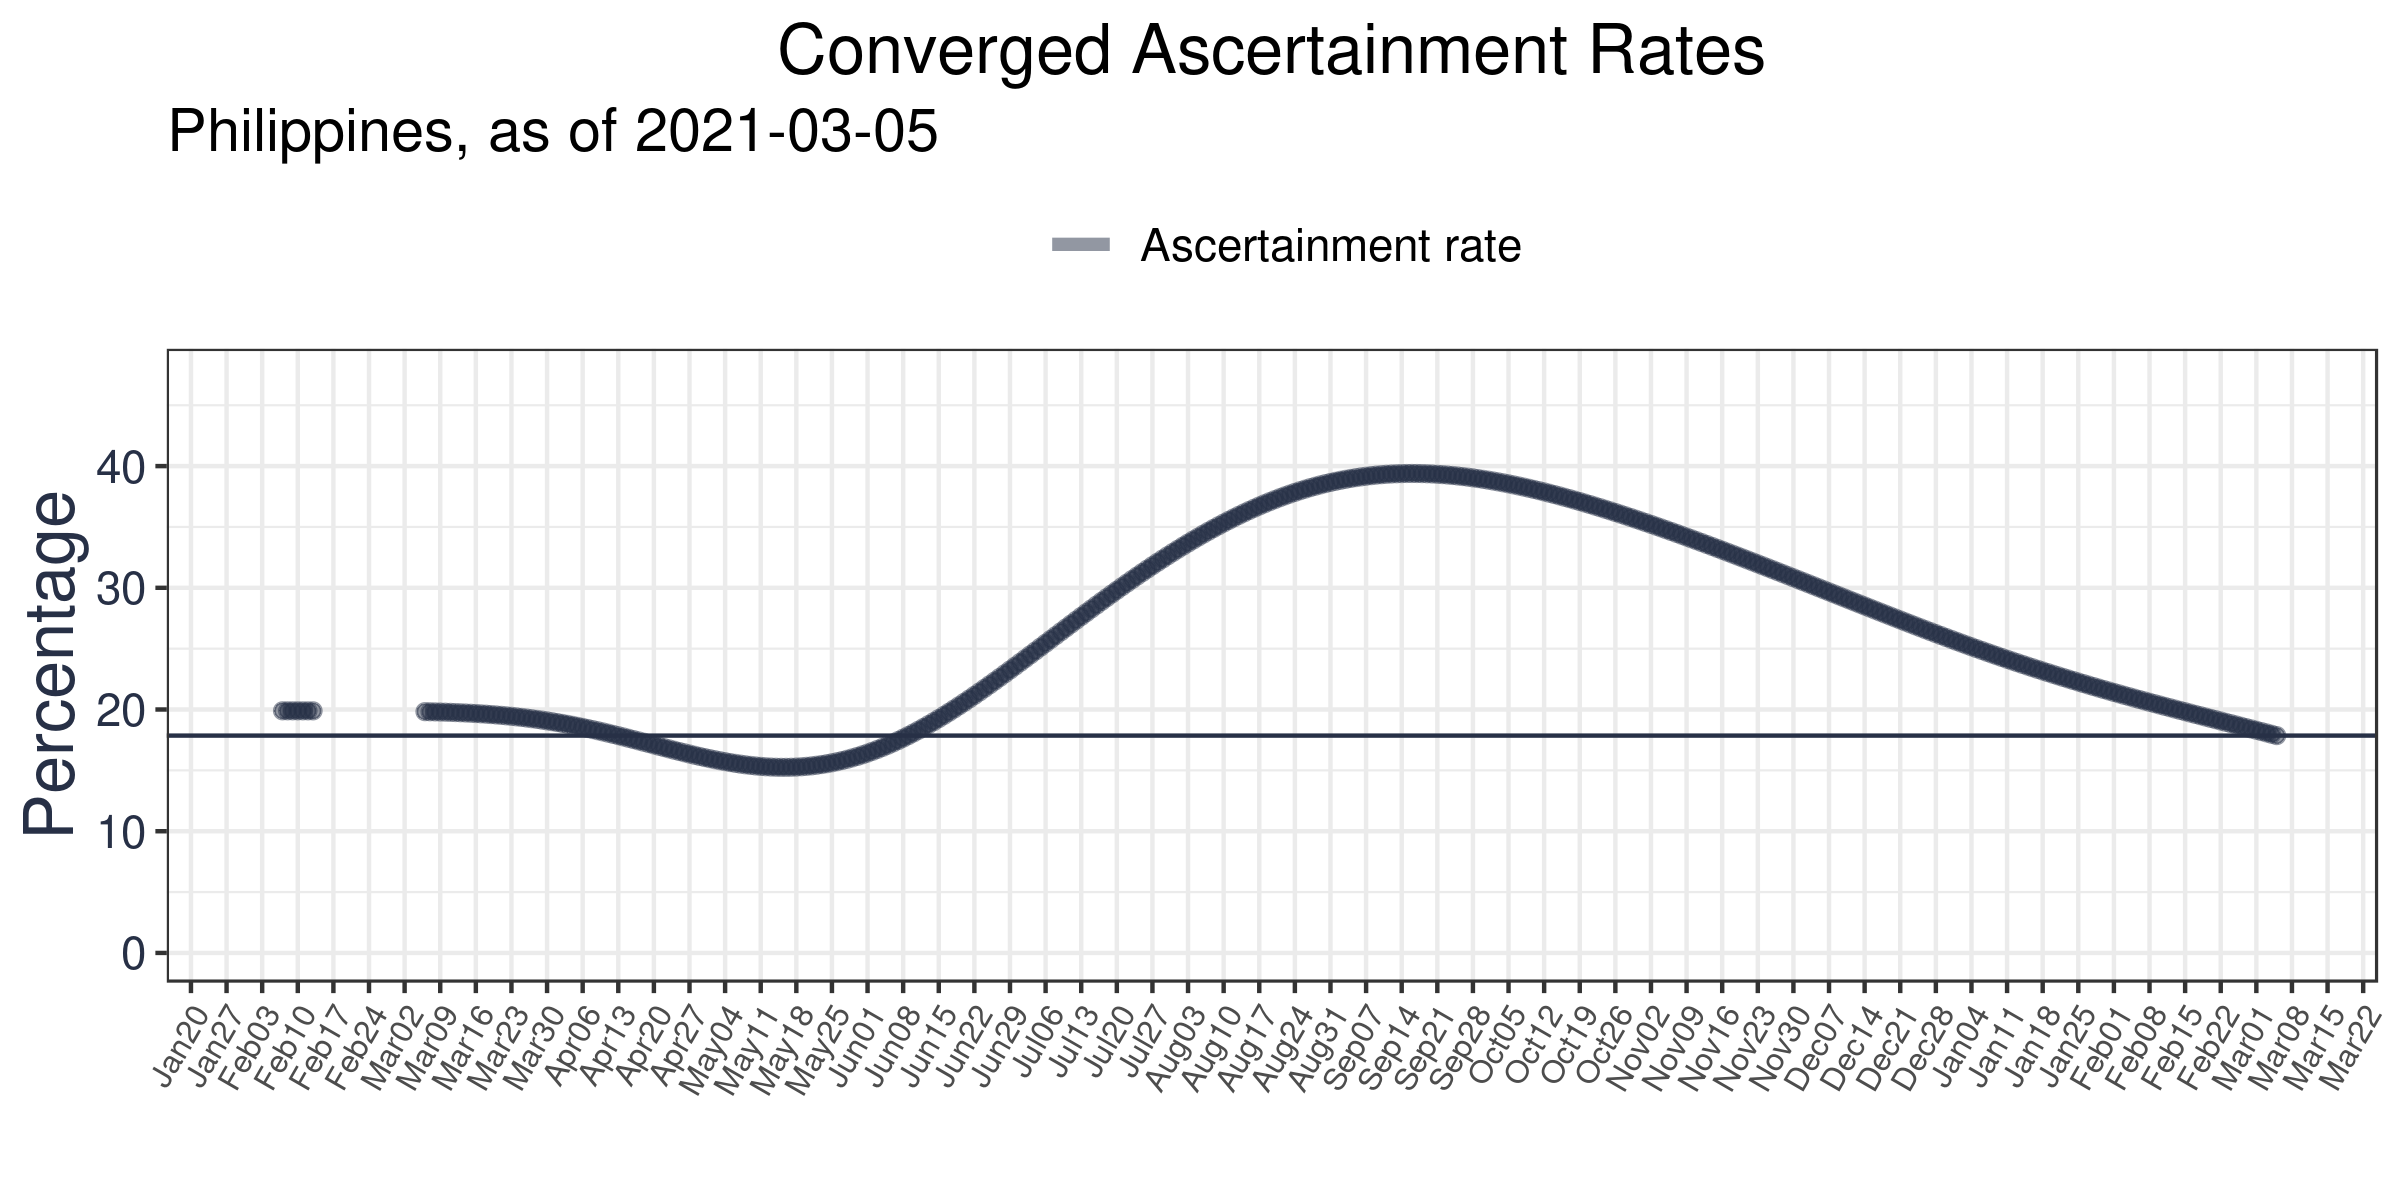 Converged Ascertainment Rates
Philippines, as of 2021-03-05
Ascertainment rate
Percentage
40
30
20
10
0
Jan20 Jan27 Feb03 Feb10 Feb17 Feb24 Mar02 Mar09 Mar16 Mar23 Mar30 Apr06 Apr13 Apr20 Apr27 May04 May11 May18 May25 Jun01 Jun08 Jun15 Jun22 Jun29 Jul06 Jul13 Jul20 Jul27 Aug03 Aug10 Aug17 Aug24 Aug31 Sep07 Sep14 Sep21 Sep28 Oct05 Oct12 Oct19 Oct26 Nov02 Nov09 Nov16 Nov23 Nov30 Dec07 Dec14 Dec21 Dec28 Jan04 Jan11 Jan18 Jan25 Feb01 Feb08 Feb15 Feb22 Mar01 Mar08 Mar15 Mar22